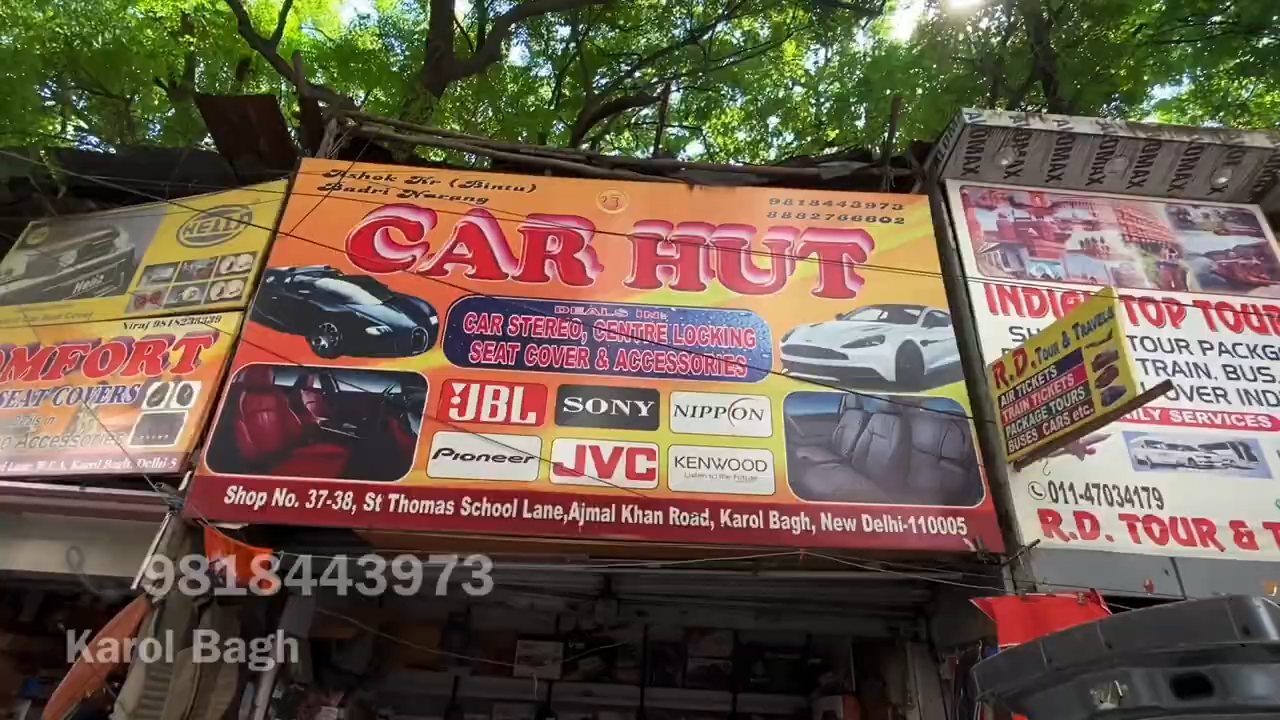 HELLA
Hella
Niraj 9818233339
OMFORT
SEAT COVERS
Accessories
Karol Bagh, Delhi-5
Ashok Kr (Bintu)
Badri Narang
9818443973
8882766602
CAR HUT
DEALS IN:
CAR STEREO, CENTRE LOCKING
SEAT COVER & ACCESSORIES
JBL
SONY
NIPPON
Pioneer
JVC
KENWOOD
Listen to the Future
Shop No. 37-38, St Thomas School Lane,Ajmal Khan Road, Karol Bagh, New Delhi-110005
INDIA TOP TOUR
TOUR PACKG
TRAIN, BUS,
OVER IND
ILY SERVICES
011-47034179
R.D. TOUR & T
R.D. Tour & Travels
AIR TICKETS
TRAIN TICKETS
PACKAGE TOURS
BUSES CARS etc.
9818443973
Karol Bagh